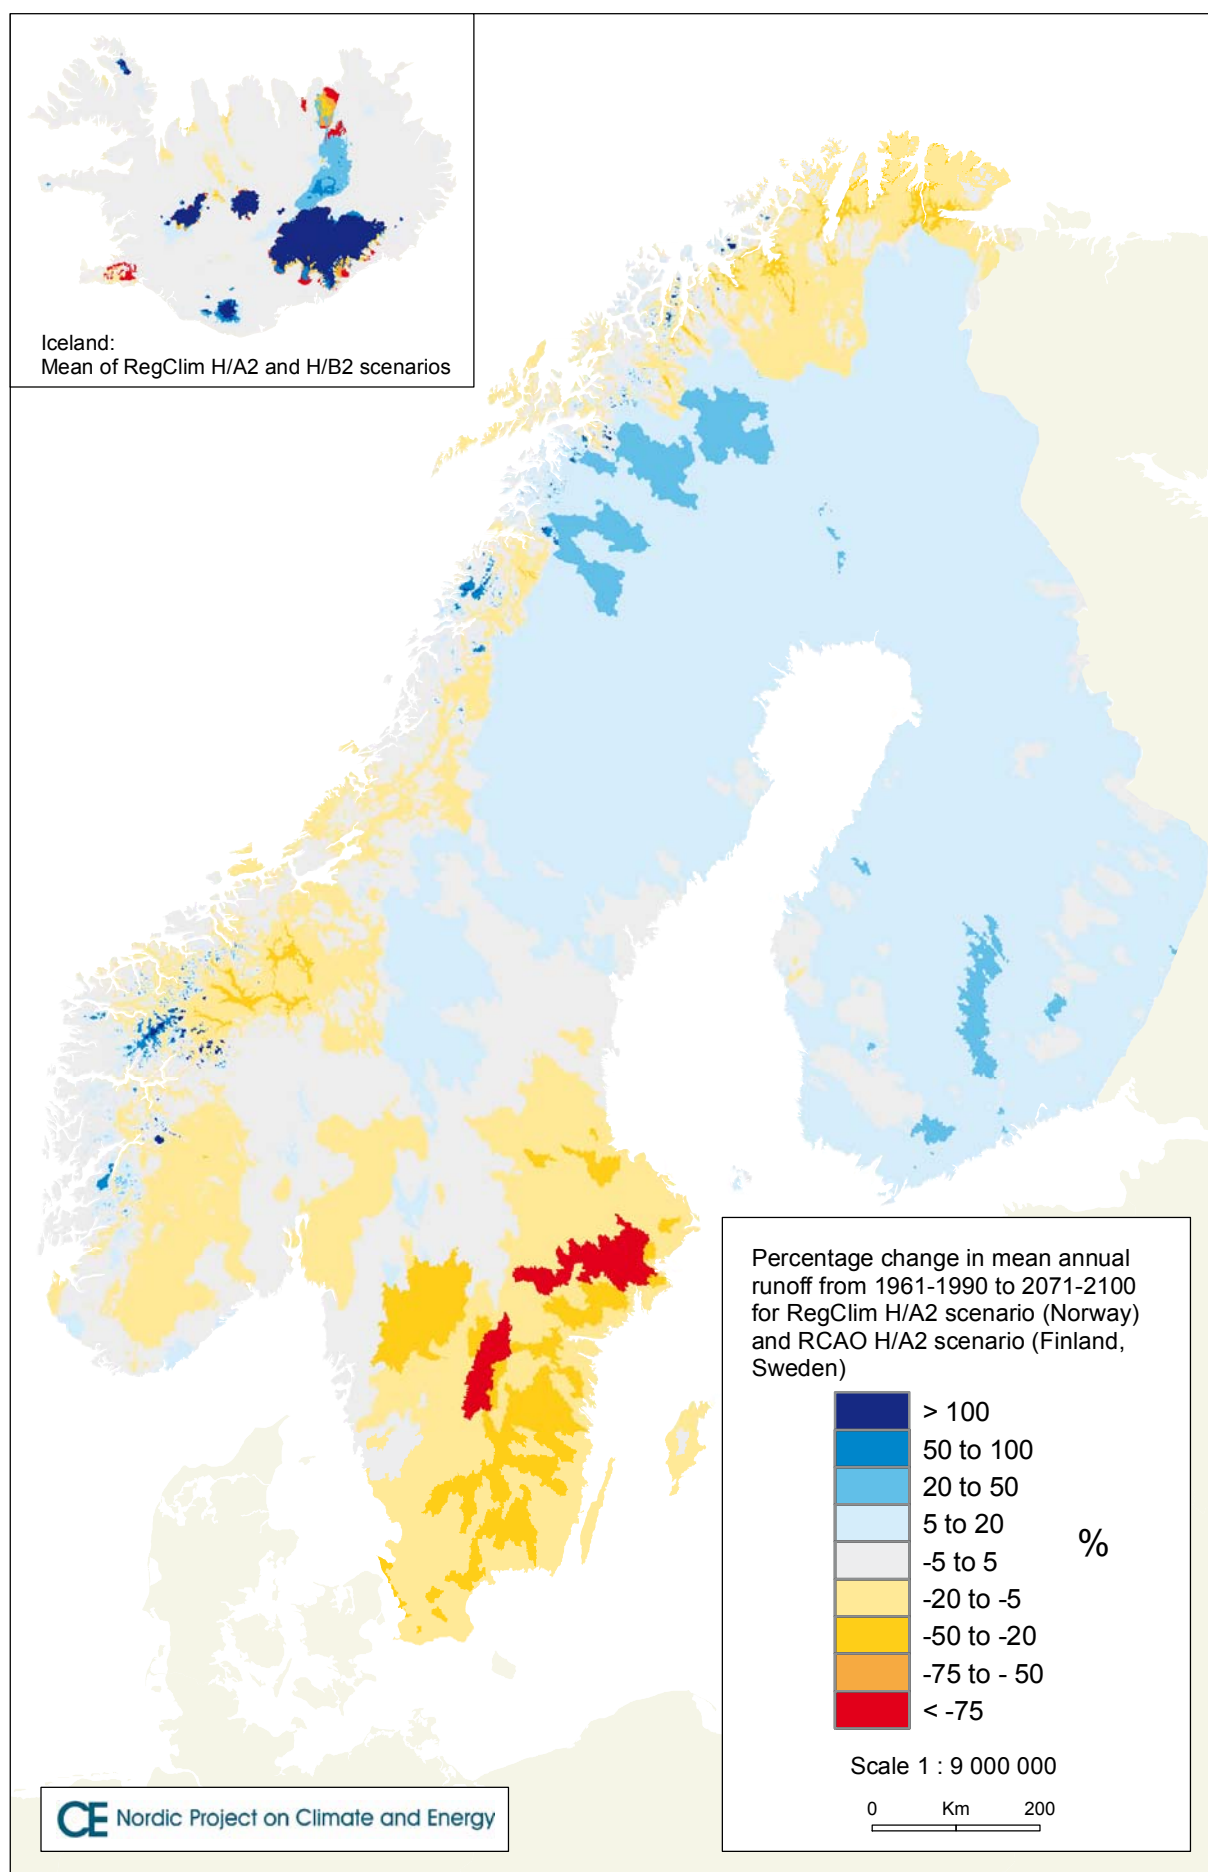 Iceland:
Mean of RegClim H/A2 and H/B2 scenarios
Percentage change in mean annual
runoff from 1961-1990 to 2071-2100
for RegClim H/A2 scenario (Norway)
and RCAO H/A2 scenario (Finland,
Sweden)
> 100
50 to 100
20 to 50
5 to 20
%
-5 to 5
-20 to -5
-50 to -20
-75 to - 50
< -75
Scale 1 : 9 000 000
0 Km 200
CE Nordic Project on Climate and Energy